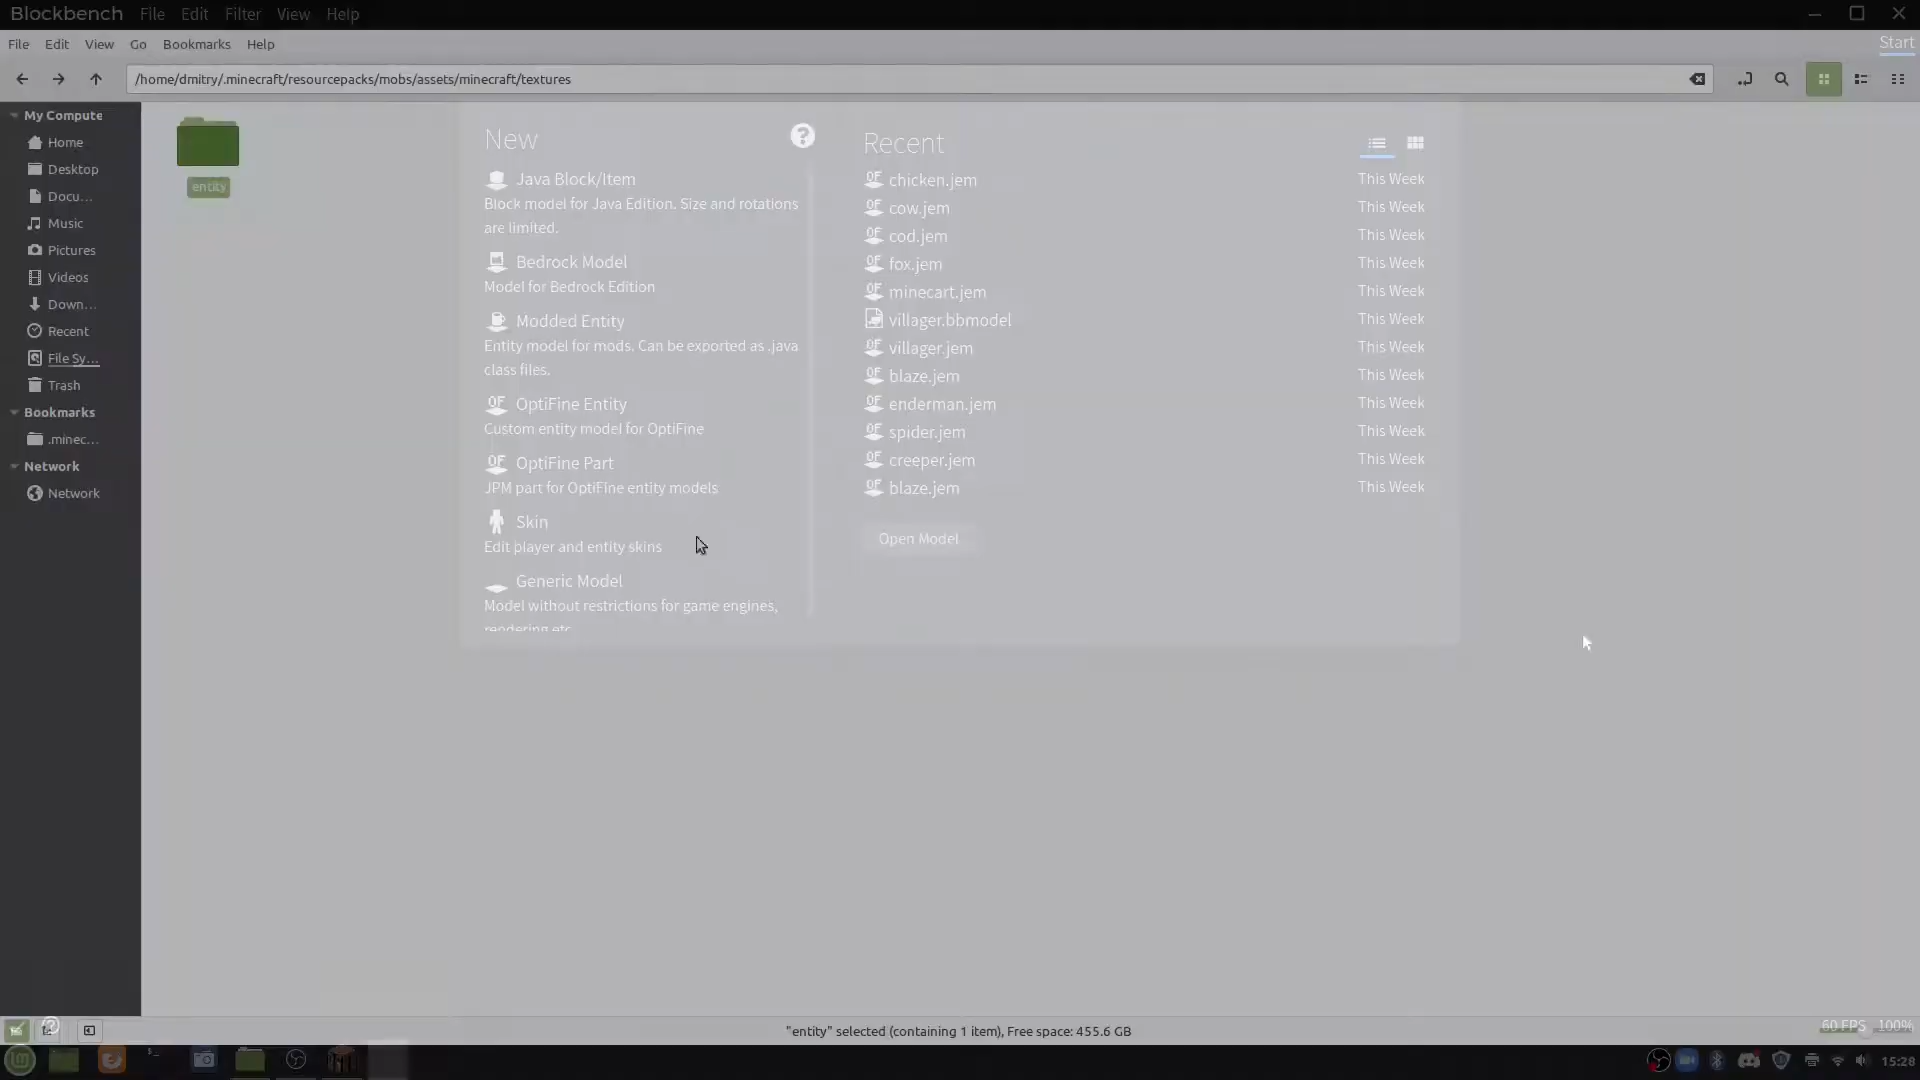 Blockbench File Edit Filter View Help
File Edit View Go Bookmarks Help
Start
/home/dmitry/.minecraft/resourcepacks/mobs/assets/minecraft/textures
My Compute
Home
Desktop
Docu...
Music
Pictures
Videos
Down...
Recent
File Sy...
Trash
Bookmarks
.minec...
Network
Network
entity
New
Java Block/Item
Block model for Java Edition. Size and rotations
are limited.
Bedrock Model
Model for Bedrock Edition
Modded Entity
Entity model for mods. Can be exported as .java
class files.
OptiFine Entity
Custom entity model for OptiFine
OptiFine Part
JPM part for OptiFine entity models
Skin
Edit player and entity skins
Generic Model
Model without restrictions for game engines,
rendering etc
Recent
chicken.jem This Week
cow.jem This Week
cod.jem This Week
fox.jem This Week
minecart.jem This Week
villager.bbmodel This Week
villager.jem This Week
blaze.jem This Week
enderman.jem This Week
spider.jem This Week
creeper.jem This Week
blaze.jem This Week
Open Model
"entity" selected (containing 1 item), Free space: 455.6 GB
60 FPS 100%
15:28